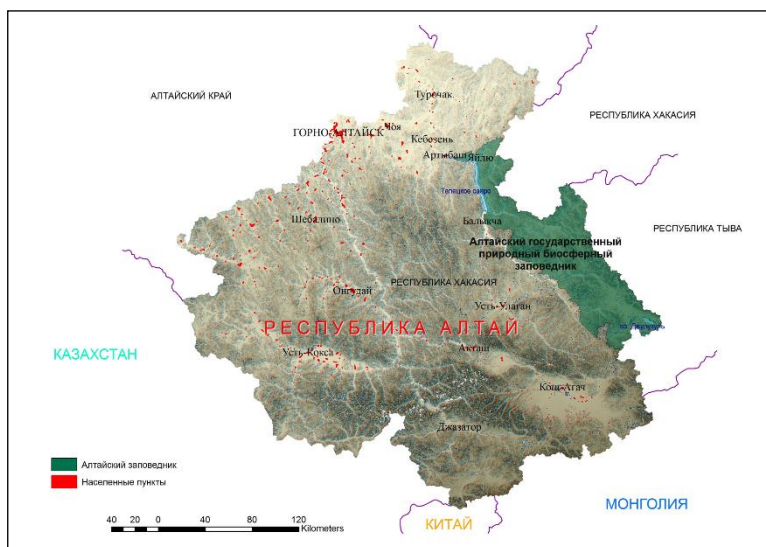 АЛТАЙСКИЙ КРАЙ
Турочак
РЕСПУБЛИКА ХАКАСИЯ
ГОРНО-АЛТАЙСК
Чоя
Кебезень
Артыбаш
Яйлю
Телецкое озеро
Шебалино
Балыкча
РЕСПУБЛИКА ТЫВА
Алтайский государственный
природный биосферный
заповедник
РЕСПУБЛИКА ХАКАСИЯ
Онгудай
Усть-Улаган
РЕСПУБЛИКА АЛТАЙ
КАЗАХСТАН
Усть-Кокса
Акташ
Кош-Агач
Джазатор
Алтайский заповедник
Населенные пункты
МОНГОЛИЯ
КИТАЙ
40 20 0 40 80 120
Kilometers